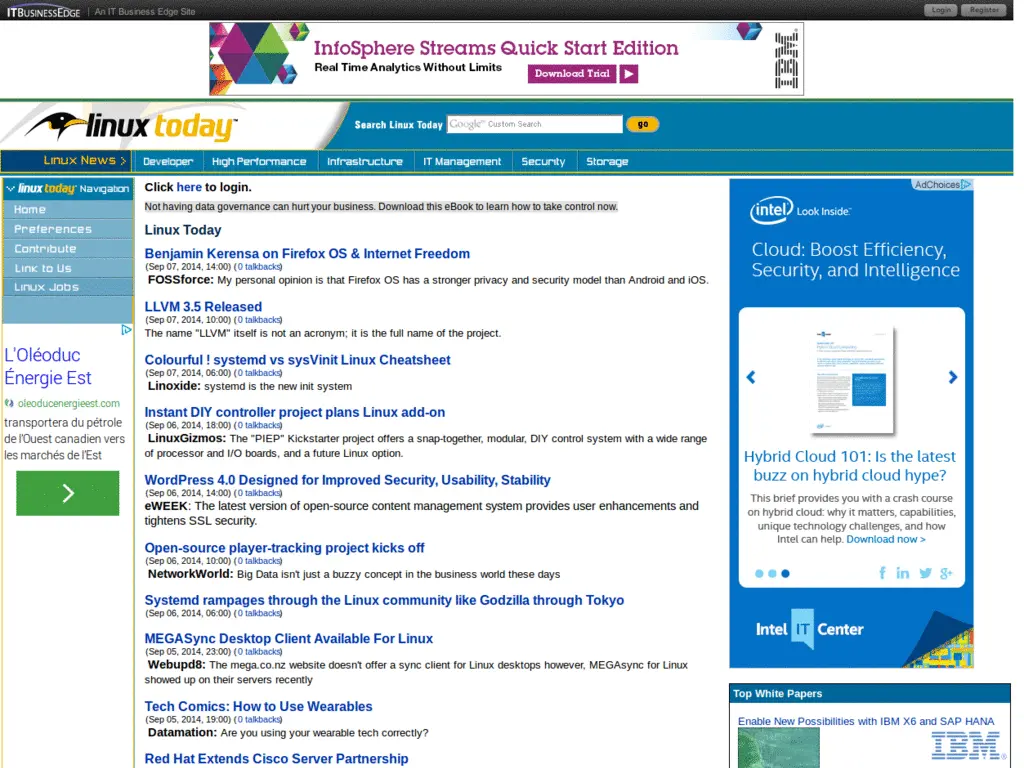 ITBUSINESSEDGE | An IT Business Edge Site
Login Register
InfoSphere Streams Quick Start Edition
Real Time Analytics Without Limits
Download Trial
IBM
linux today™
Search Linux Today Google™ Custom Search go
Linux News > Developer High Performance Infrastructure IT Management Security Storage
linux today Navigation
Home
Preferences
Contribute
Link to Us
Linux Jobs
L'Oléoduc
Énergie Est
oleoducenergieest.com
transportera du pétrole
de l'Ouest canadien vers
les marchés de l'Est
Click here to login.
Not having data governance can hurt your business. Download this eBook to learn how to take control now.
Linux Today
Benjamin Kerensa on Firefox OS & Internet Freedom
(Sep 07, 2014, 14:00) ( 0 talkbacks)
FOSSforce: My personal opinion is that Firefox OS has a stronger privacy and security model than Android and iOS.
LLVM 3.5 Released
(Sep 07, 2014, 10:00) ( 0 talkbacks)
The name "LLVM" itself is not an acronym; it is the full name of the project.
Colourful ! systemd vs sysVinit Linux Cheatsheet
(Sep 07, 2014, 06:00) ( 0 talkbacks)
Linoxide: systemd is the new init system
Instant DIY controller project plans Linux add-on
(Sep 06, 2014, 18:00) ( 0 talkbacks)
LinuxGizmos: The "PIEP" Kickstarter project offers a snap-together, modular, DIY control system with a wide range
of processor and I/O boards, and a future Linux option.
WordPress 4.0 Designed for Improved Security, Usability, Stability
(Sep 06, 2014, 14:00) ( 0 talkbacks)
eWEEK: The latest version of open-source content management system provides user enhancements and
tightens SSL security.
Open-source player-tracking project kicks off
(Sep 06, 2014, 10:00) ( 0 talkbacks)
NetworkWorld: Big Data isn't just a buzzy concept in the business world these days
Systemd rampages through the Linux community like Godzilla through Tokyo
(Sep 06, 2014, 06:00) ( 0 talkbacks)
MEGASync Desktop Client Available For Linux
(Sep 05, 2014, 23:00) ( 0 talkbacks)
Webupd8: The mega.co.nz website doesn't offer a sync client for Linux desktops however, MEGAsync for Linux
showed up on their servers recently
Tech Comics: How to Use Wearables
(Sep 05, 2014, 19:00) ( 0 talkbacks)
Datamation: Are you using your wearable tech correctly?
Red Hat Extends Cisco Server Partnership
AdChoices
intel Look Inside™
Cloud: Boost Efficiency,
Security, and Intelligence
Hybrid Cloud 101: Is the latest
buzz on hybrid cloud hype?
This brief provides you with a crash course
on hybrid cloud: why it matters, capabilities,
unique technology challenges, and how
Intel can help. Download now >
f in g+
Intel IT Center
Top White Papers
Enable New Possibilities with IBM X6 and SAP HANA
IBM®